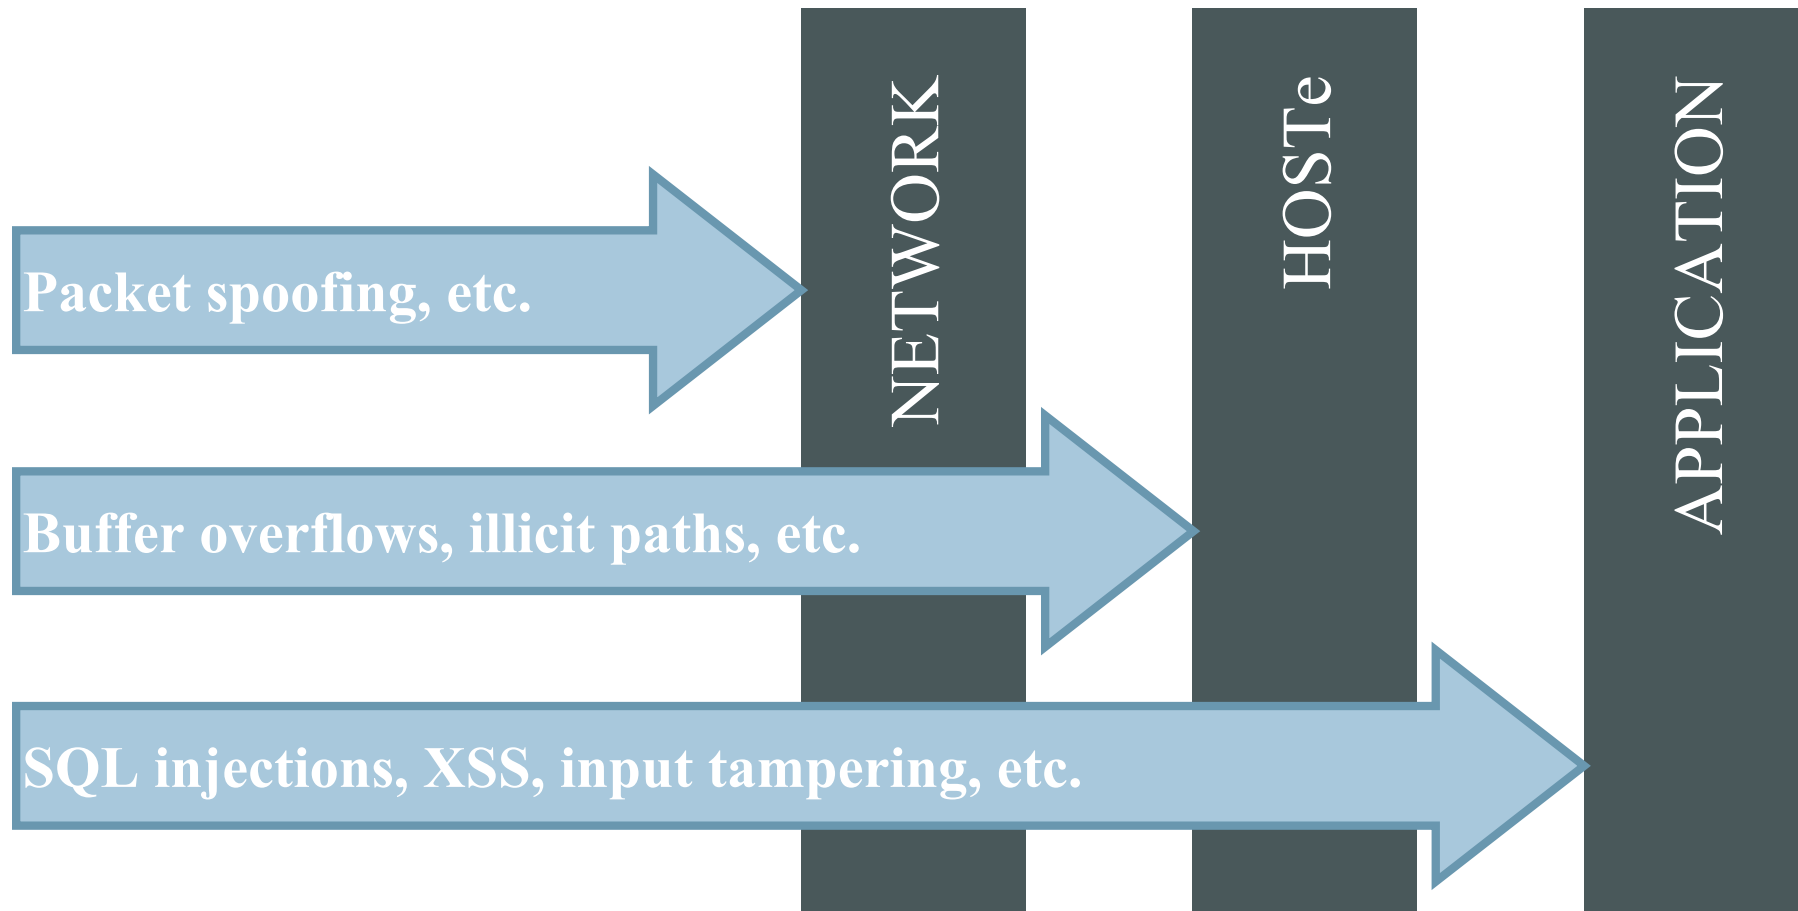 NETWORK
HOSTe
APPLICATION
Packet spoofing, etc.
Buffer overflows, illicit paths, etc.
SQL injections, XSS, input tampering, etc.